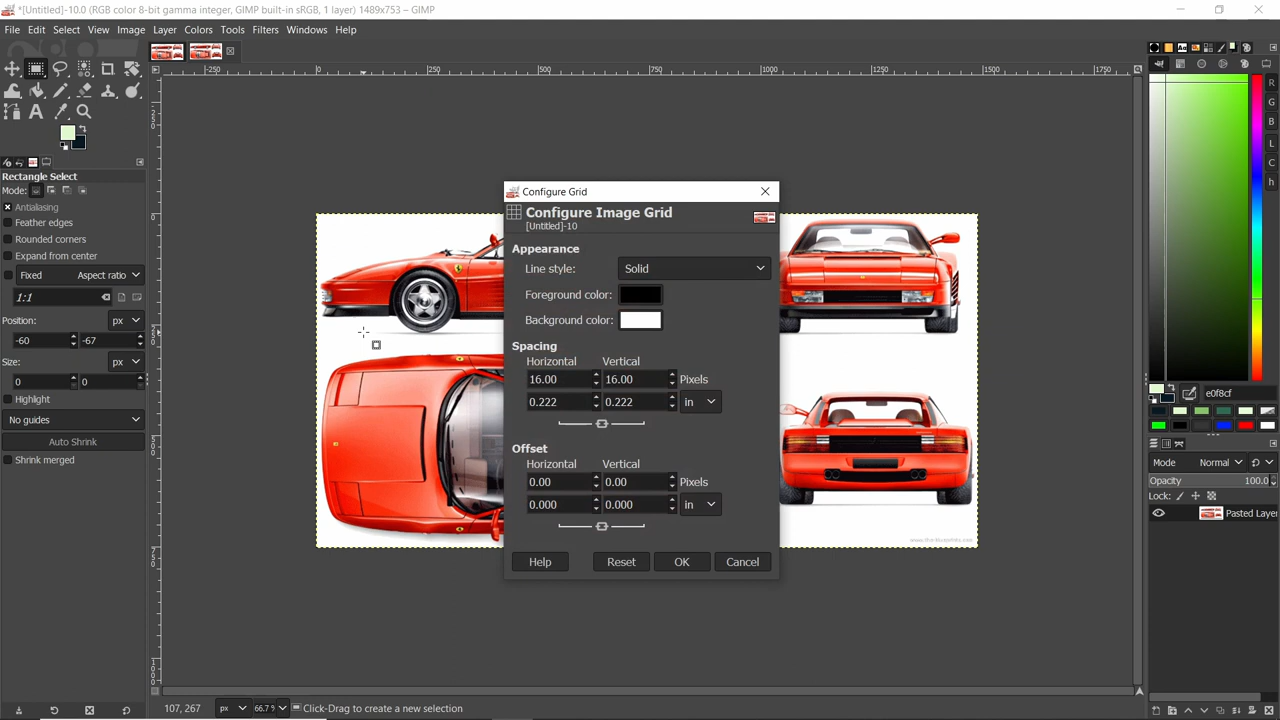 *[Untitled]-10.0 (RGB color 8-bit gamma integer, GIMP built-in sRGB, 1 layer) 1489x753 – GIMP
File Edit Select View Image Layer Colors Tools Filters Windows Help
-250 0 250 500 750 1000 1250 1500 1750
Rectangle Select
Mode:
Antialiasing
Feather edges
Rounded corners
Expand from center
Fixed Aspect ratio
1:1
Position: px
-60 -67
Size: px
0 0
Highlight
No guides
Auto Shrink
Shrink merged
Configure Grid
Configure Image Grid
[Untitled]-10
Appearance
Line style: Solid
Foreground color:
Background color:
Spacing
Horizontal Vertical
16.00 16.00 Pixels
0.222 0.222 in
Offset
Horizontal Vertical
0.00 0.00 Pixels
0.000 0.000 in
Help Reset OK Cancel
R
G
B
L
C
h
e0f8cf
Mode Normal
Opacity 100.0
Lock:
Pasted Layer
107, 267 px 66.7 % Click-Drag to create a new selection